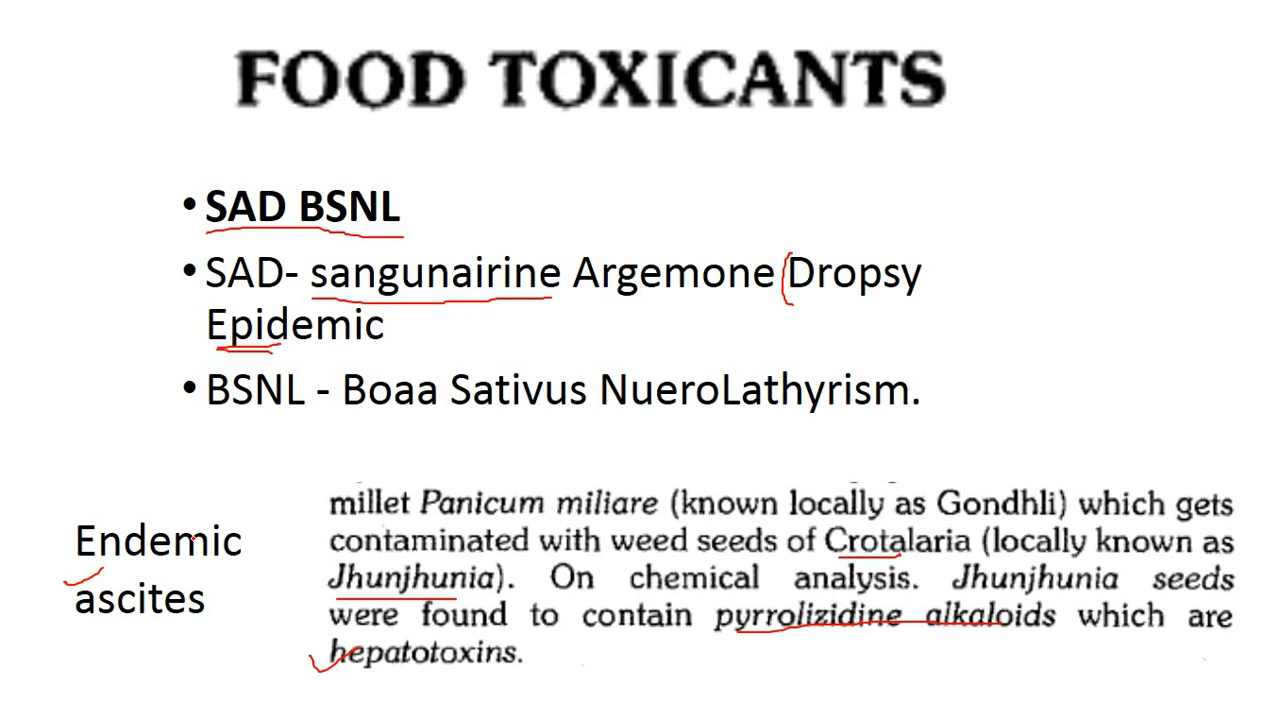 FOOD TOXICANTS
• SAD BSNL
• SAD- sangunairine Argemone Dropsy
Epidemic
• BSNL - Boaa Sativus NueroLathyrism.
Endemic
ascites
millet Panicum miliare (known locally as Gondhli) which gets
contaminated with weed seeds of Crotalaria (locally known as
Jhunjhunia). On chemical analysis. Jhunjhunia seeds
were found to contain pyrrolizidine alkaloids which are
hepatotoxins.